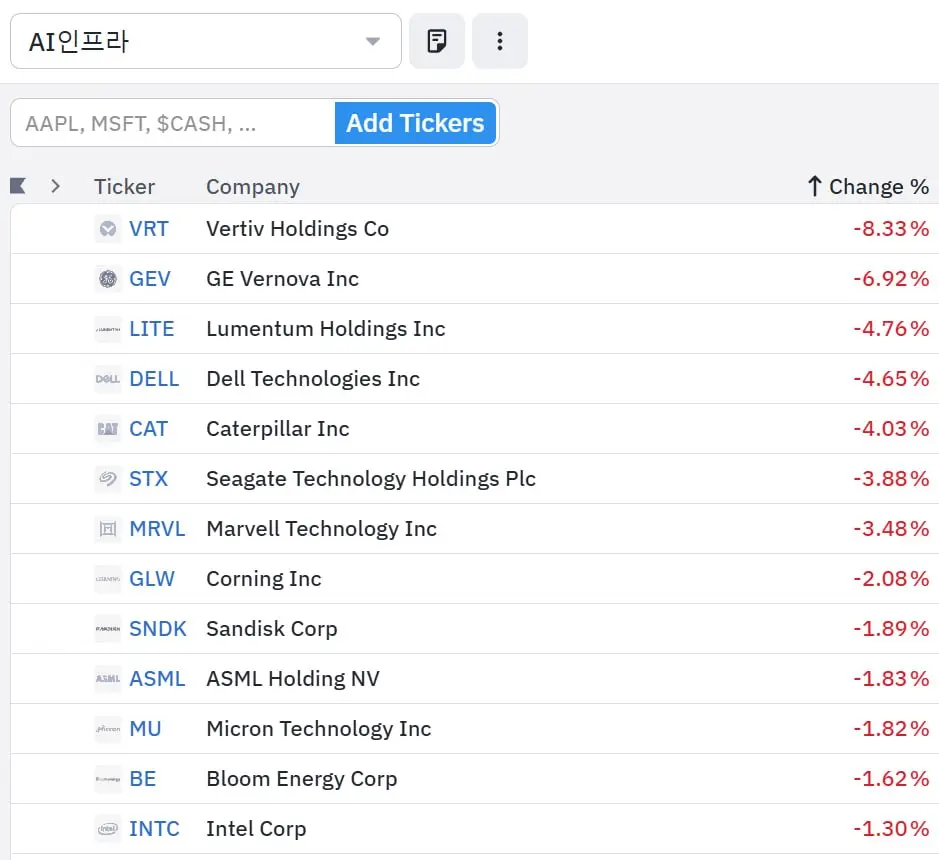 AI인프라
AAPL, MSFT, $CASH, ... Add Tickers
Ticker Company ↑ Change %
VRT Vertiv Holdings Co -8.33%
GEV GE Vernova Inc -6.92%
LITE Lumentum Holdings Inc -4.76%
DELL DELL Dell Technologies Inc -4.65%
CAT CAT Caterpillar Inc -4.03%
STX Seagate Technology Holdings Plc -3.88%
MRVL Marvell Technology Inc -3.48%
GLW Corning Inc -2.08%
SNDK Sandisk Corp -1.89%
ASML ASML ASML Holding NV -1.83%
MU Micron Technology Inc -1.82%
BE Bloom Energy Corp -1.62%
intel INTC Intel Corp -1.30%